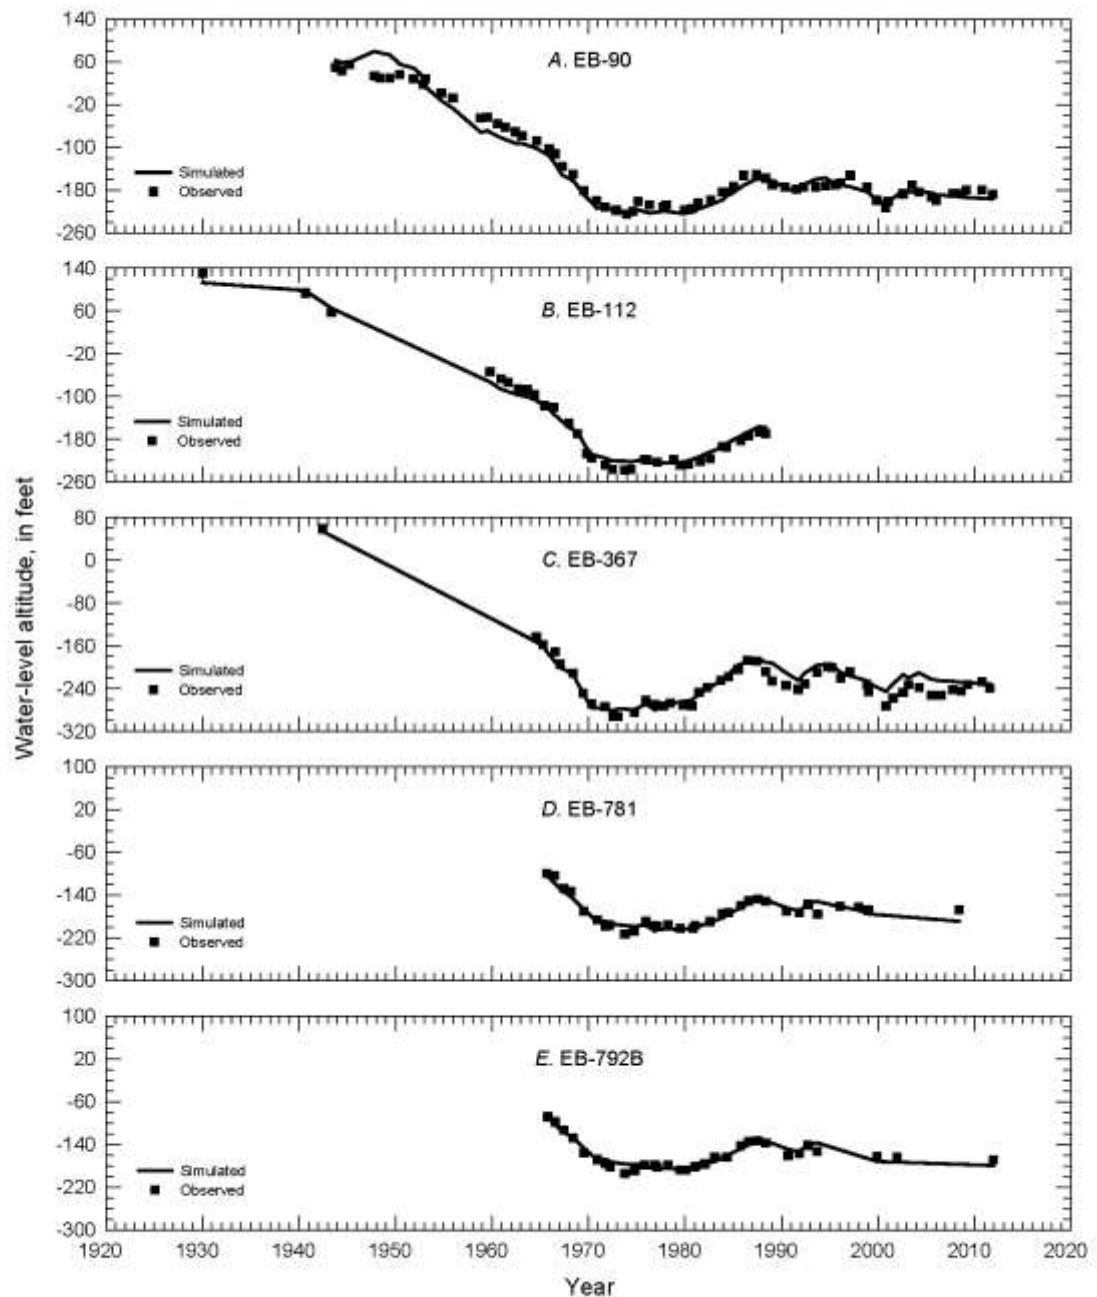 140
60
-20
-100
-180
-260
A. EB-90
Simulated
Observed
140
60
-20
-100
-180
-260
B. EB-112
Simulated
Observed
80
0
-80
-160
-240
-320
C. EB-367
Simulated
Observed
100
20
-60
-140
-220
-300
D. EB-781
Simulated
Observed
100
20
-60
-140
-220
-300
E. EB-792B
Simulated
Observed
Water-level altitude, in feet
1920 1930 1940 1950 1960 1970 1980 1990 2000 2010 2020
Year